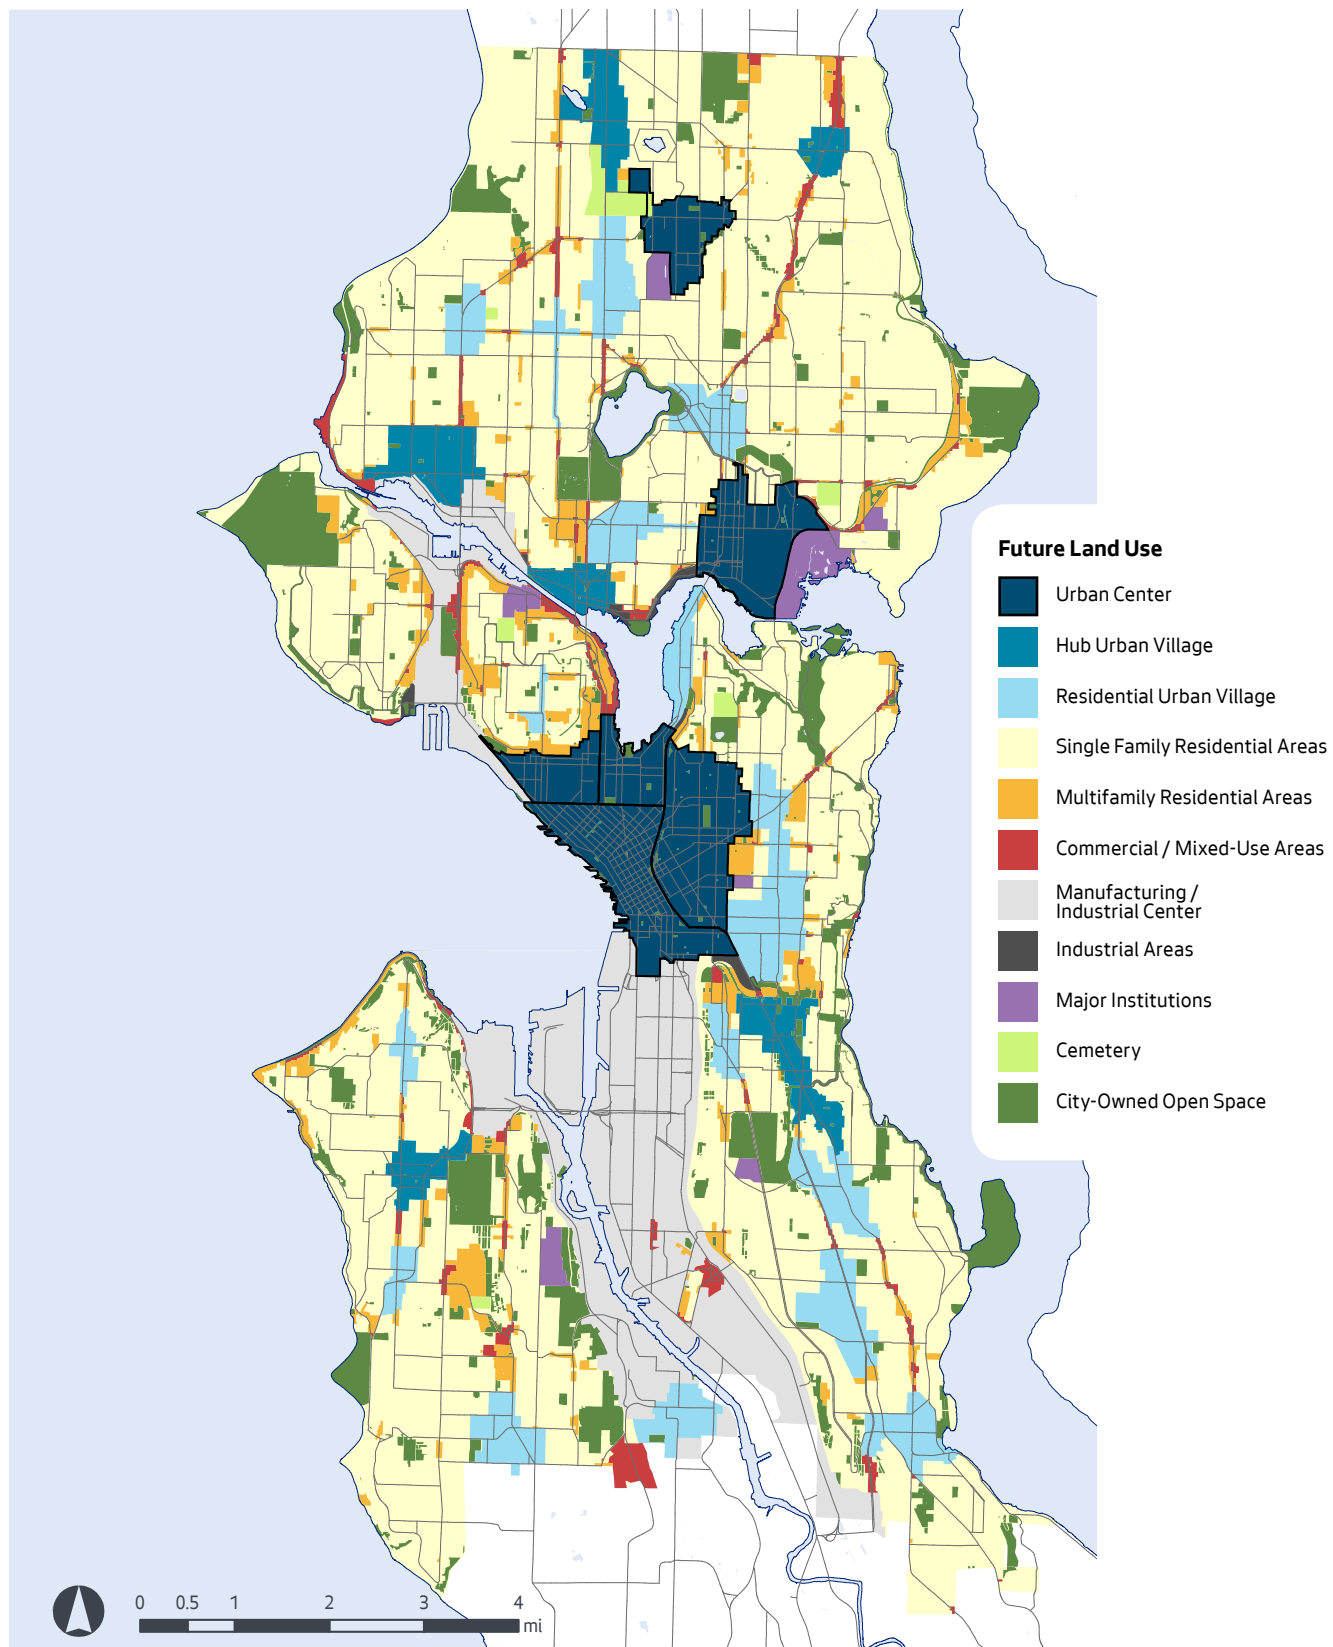 Future Land Use
Urban Center
Hub Urban Village
Residential Urban Village
Single Family Residential Areas
Multifamily Residential Areas
Commercial / Mixed-Use Areas
Manufacturing /
Industrial Center
Industrial Areas
Major Institutions
Cemetery
City-Owned Open Space
0 0.5 1 2 3 4
mi